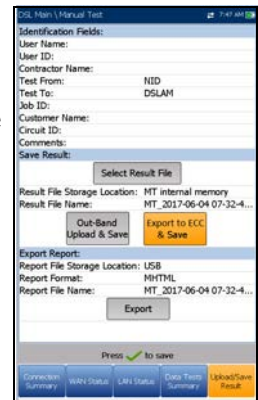 DSL Main \ Manual Test 7:47 AM
Identification Fields:
User Name:
User ID:
Contractor Name:
Test From: NID
Test To: DSLAM
Job ID:
Customer Name:
Circuit ID:
Comments:
Save Result:
Select Result File
Result File Storage Location: MT internal memory
Result File Name: MT_2017-06-04 07-32-4...
Out-Band Export to ECC
Upload & Save & Save
Export Report:
Report File Storage Location: USB
Report Format: MHTML
Report File Name: MT_2017-06-04 07-32-4...
Export
Press to save
Connection WAN Status LAN Status Data Tests Upload/Save
Summary Summary Result